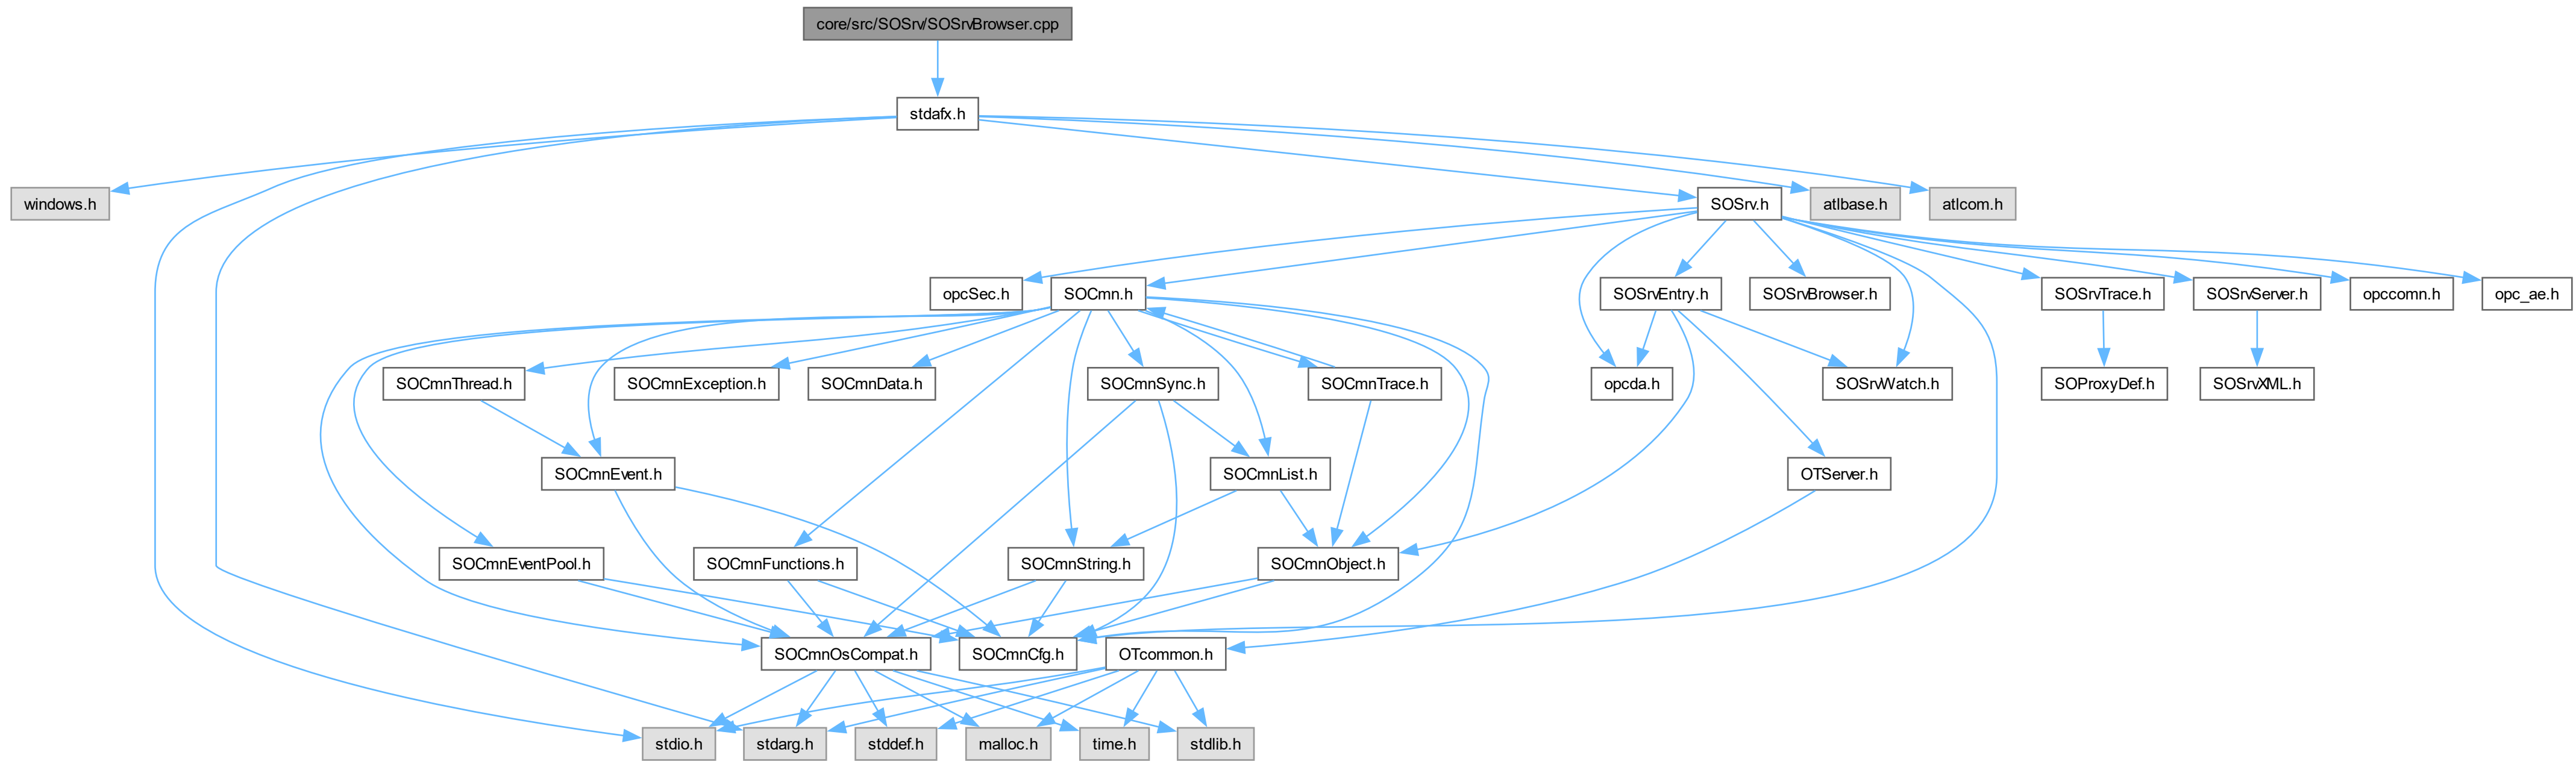 core/src/SOSrv/SOSrvBrowser.cpp
stdafx.h
windows.h
SOSrv.h
atlbase.h
atlcom.h
opcSec.h
SOCmn.h
SOSrvEntry.h
SOSrvBrowser.h
SOSrvTrace.h
SOSrvServer.h
opccomn.h
opc_ae.h
SOCmnThread.h
SOCmnException.h
SOCmnData.h
SOCmnSync.h
SOCmnTrace.h
opcda.h
SOSrvWatch.h
SOProxyDef.h
SOSrvXML.h
SOCmnEvent.h
SOCmnList.h
OTServer.h
SOCmnEventPool.h
SOCmnFunctions.h
SOCmnString.h
SOCmnObject.h
SOCmnOsCompat.h
SOCmnCfg.h
OTcommon.h
stdio.h
stdarg.h
stddef.h
malloc.h
time.h
stdlib.h